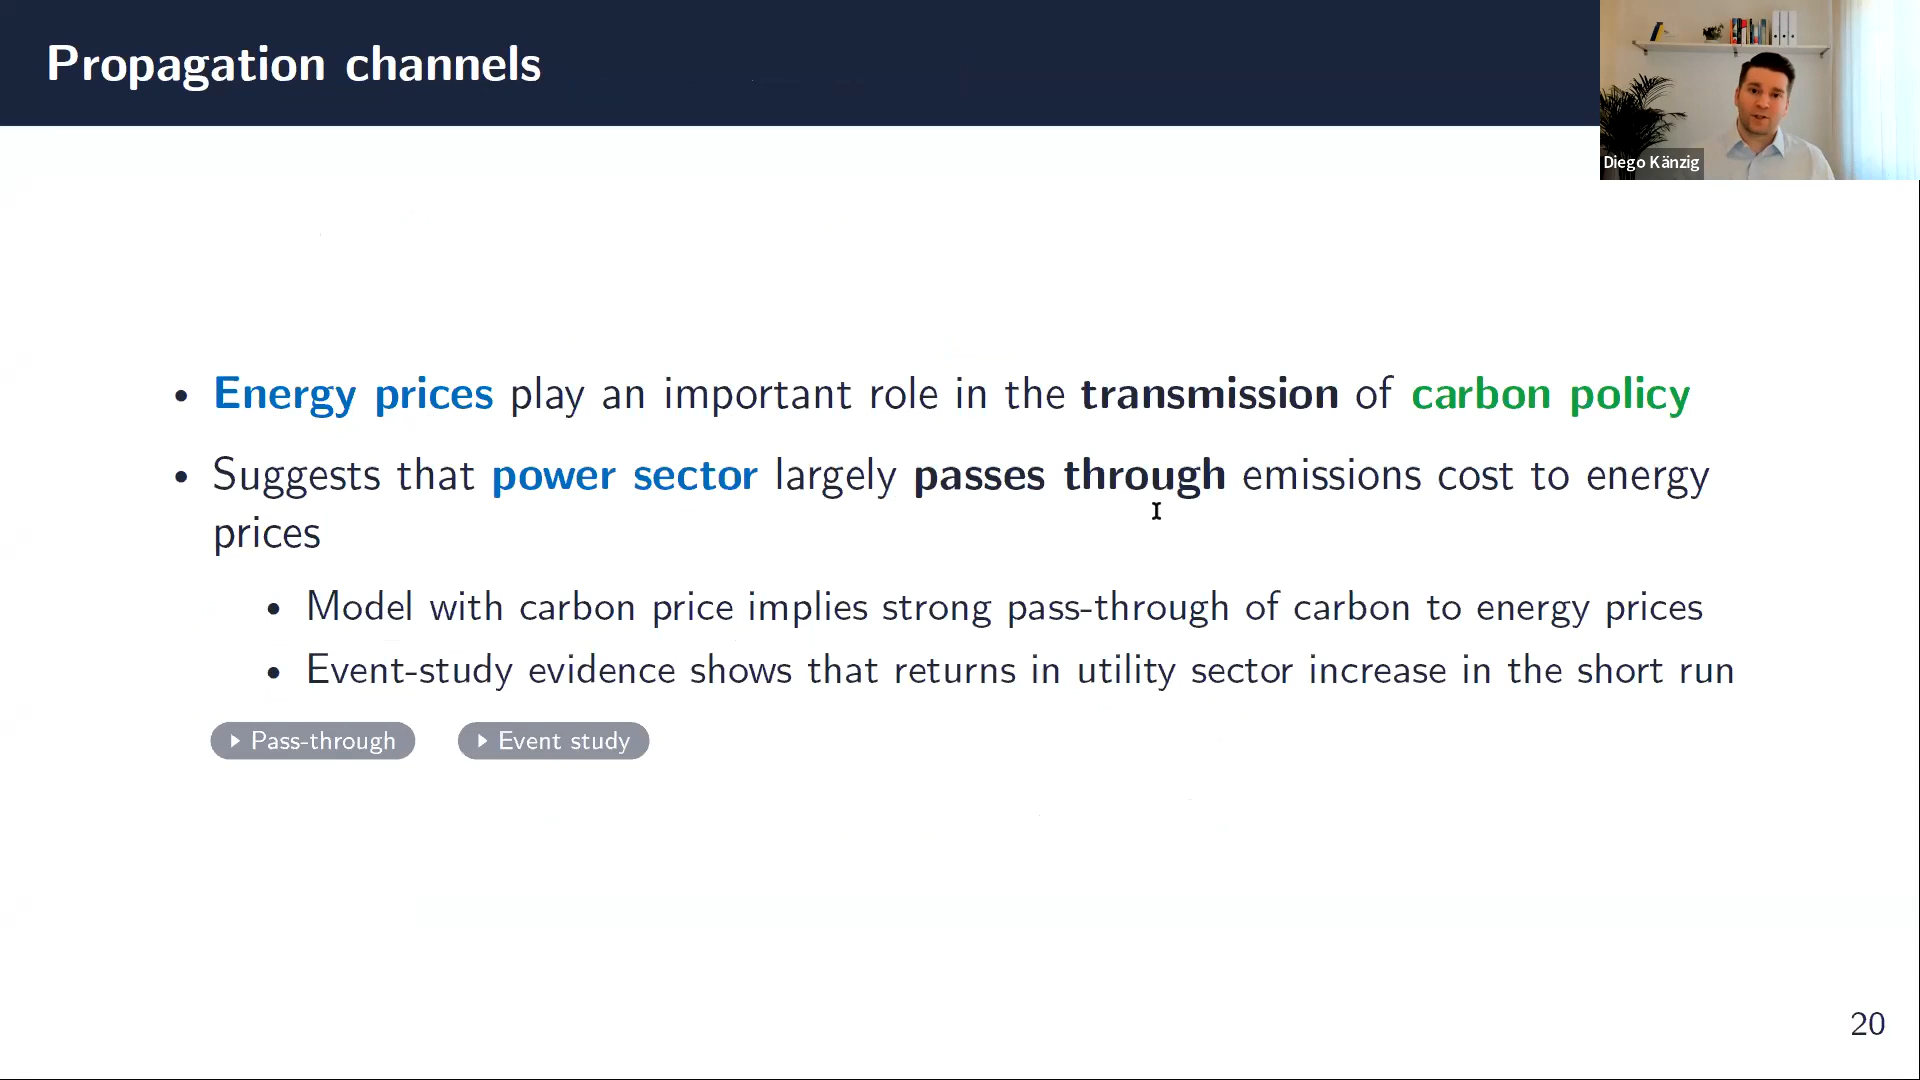 Propagation channels
Diego Känzig
• Energy prices play an important role in the transmission of carbon policy
• Suggests that power sector largely passes through emissions cost to energy
prices
• Model with carbon price implies strong pass-through of carbon to energy prices
• Event-study evidence shows that returns in utility sector increase in the short run
Pass-through Event study
20